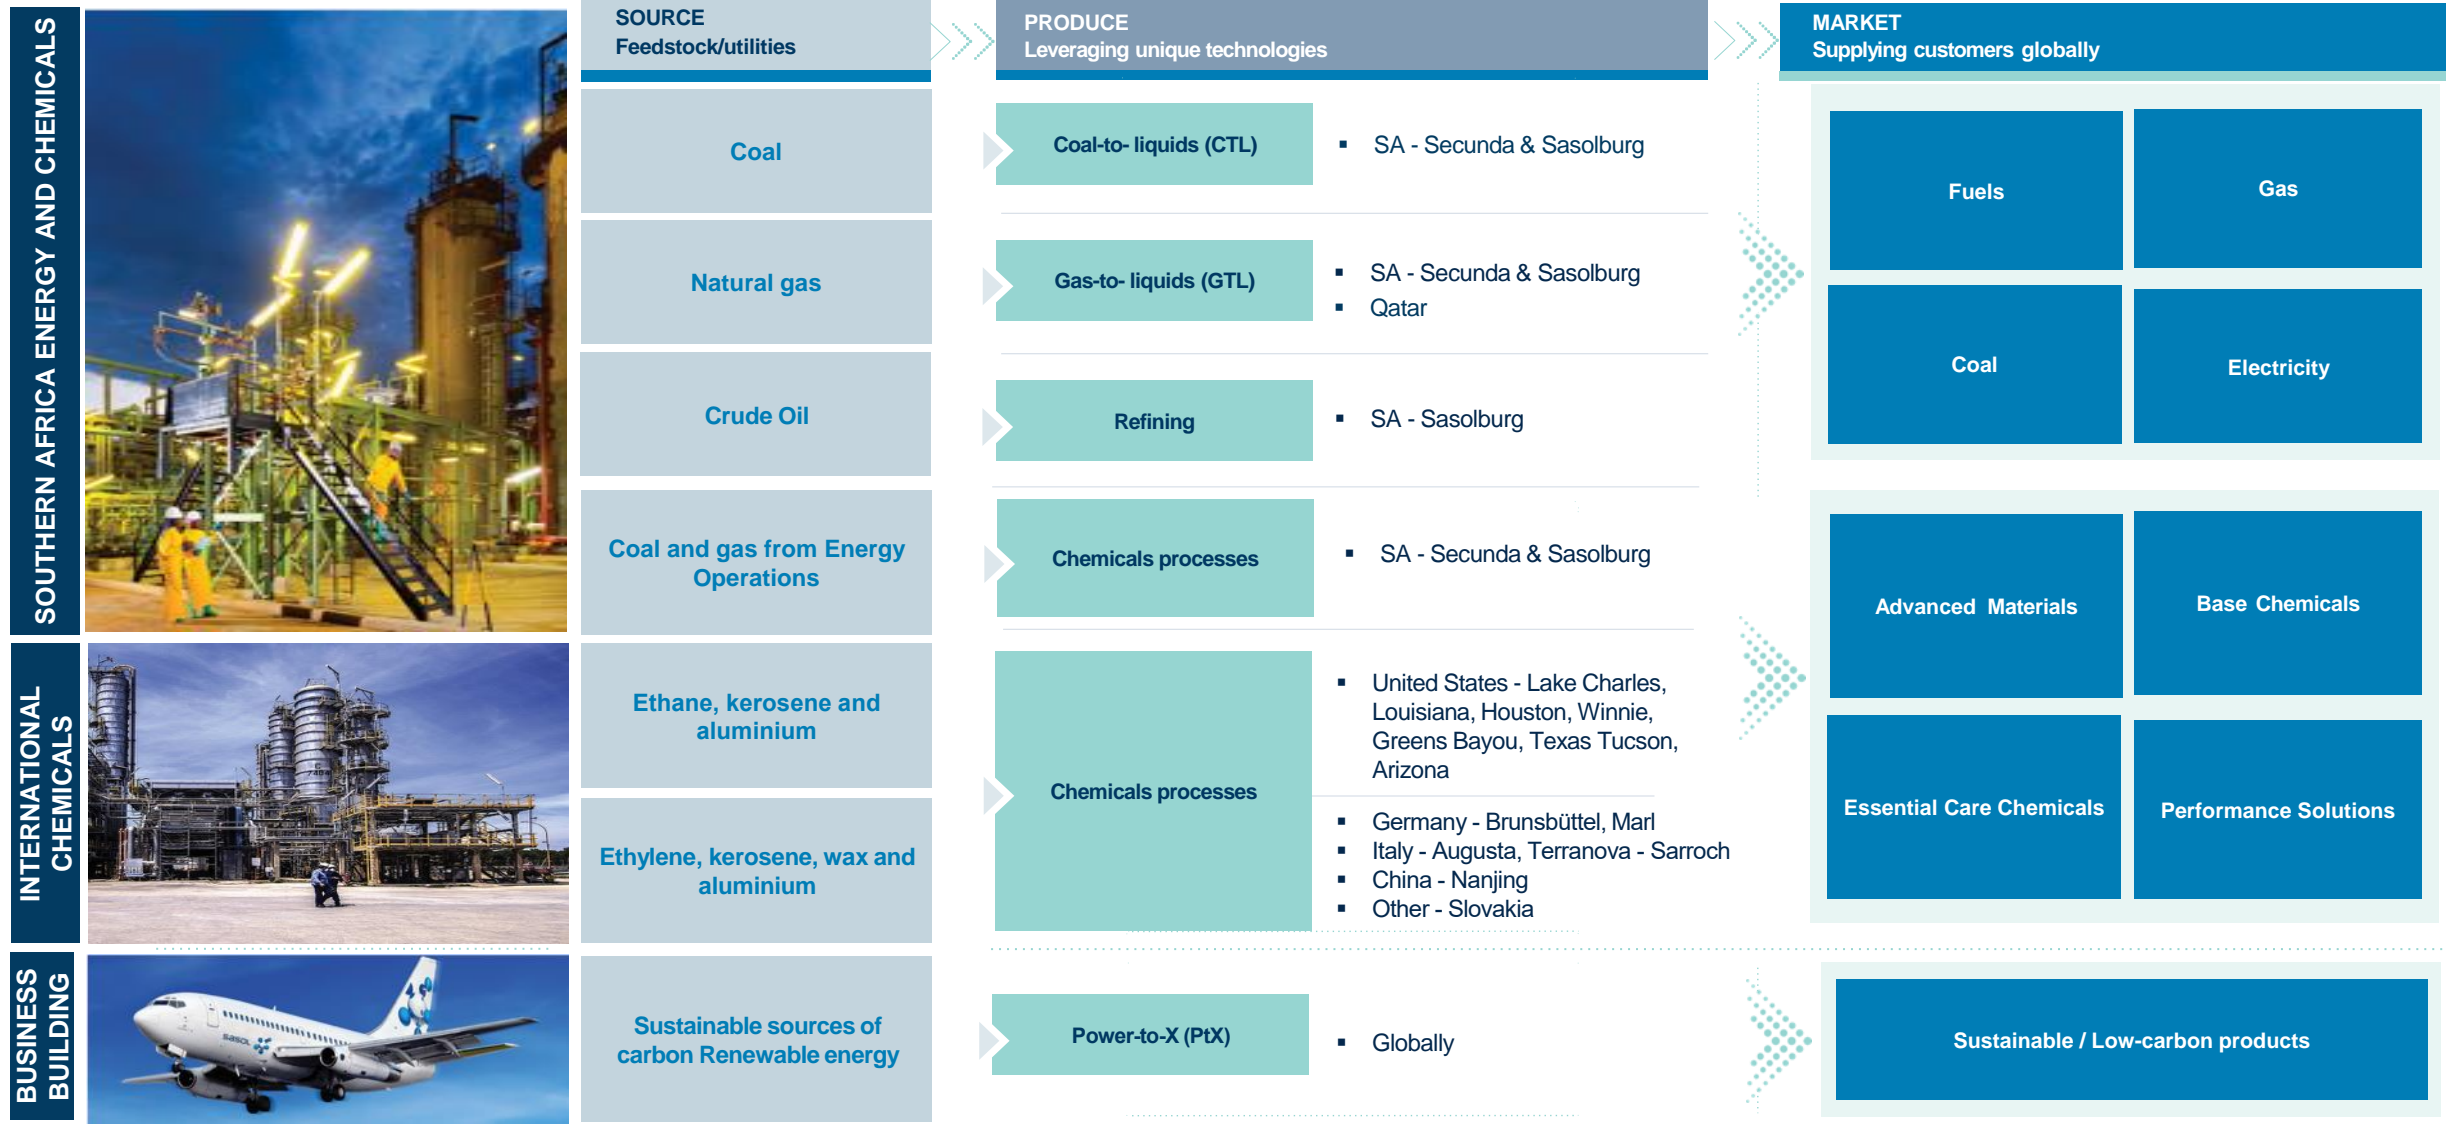 SOURCE
Feedstock/utilities
PRODUCE
Leveraging unique technologies
MARKET
Supplying customers globally
SOUTHERN AFRICA ENERGY AND CHEMICALS
Coal
Coal-to- liquids (CTL)
▪ SA - Secunda & Sasolburg
Natural gas
Gas-to- liquids (GTL)
▪ SA - Secunda & Sasolburg
▪ Qatar
Crude Oil
Refining
▪ SA - Sasolburg
Fuels
Gas
Coal
Electricity
Coal and gas from Energy
Operations
Chemicals processes
▪ SA - Secunda & Sasolburg
INTERNATIONAL
CHEMICALS
Ethane, kerosene and
aluminium
Ethylene, kerosene, wax and
aluminium
Chemicals processes
▪ United States - Lake Charles,
Louisiana, Houston, Winnie,
Greens Bayou, Texas Tucson,
Arizona
▪ Germany - Brunsbüttel, Marl
▪ Italy - Augusta, Terranova - Sarroch
▪ China - Nanjing
▪ Other - Slovakia
Advanced Materials
Base Chemicals
Essential Care Chemicals
Performance Solutions
BUSINESS
BUILDING
sasol
Sustainable sources of
carbon Renewable energy
Power-to-X (PtX)
▪ Globally
Sustainable / Low-carbon products